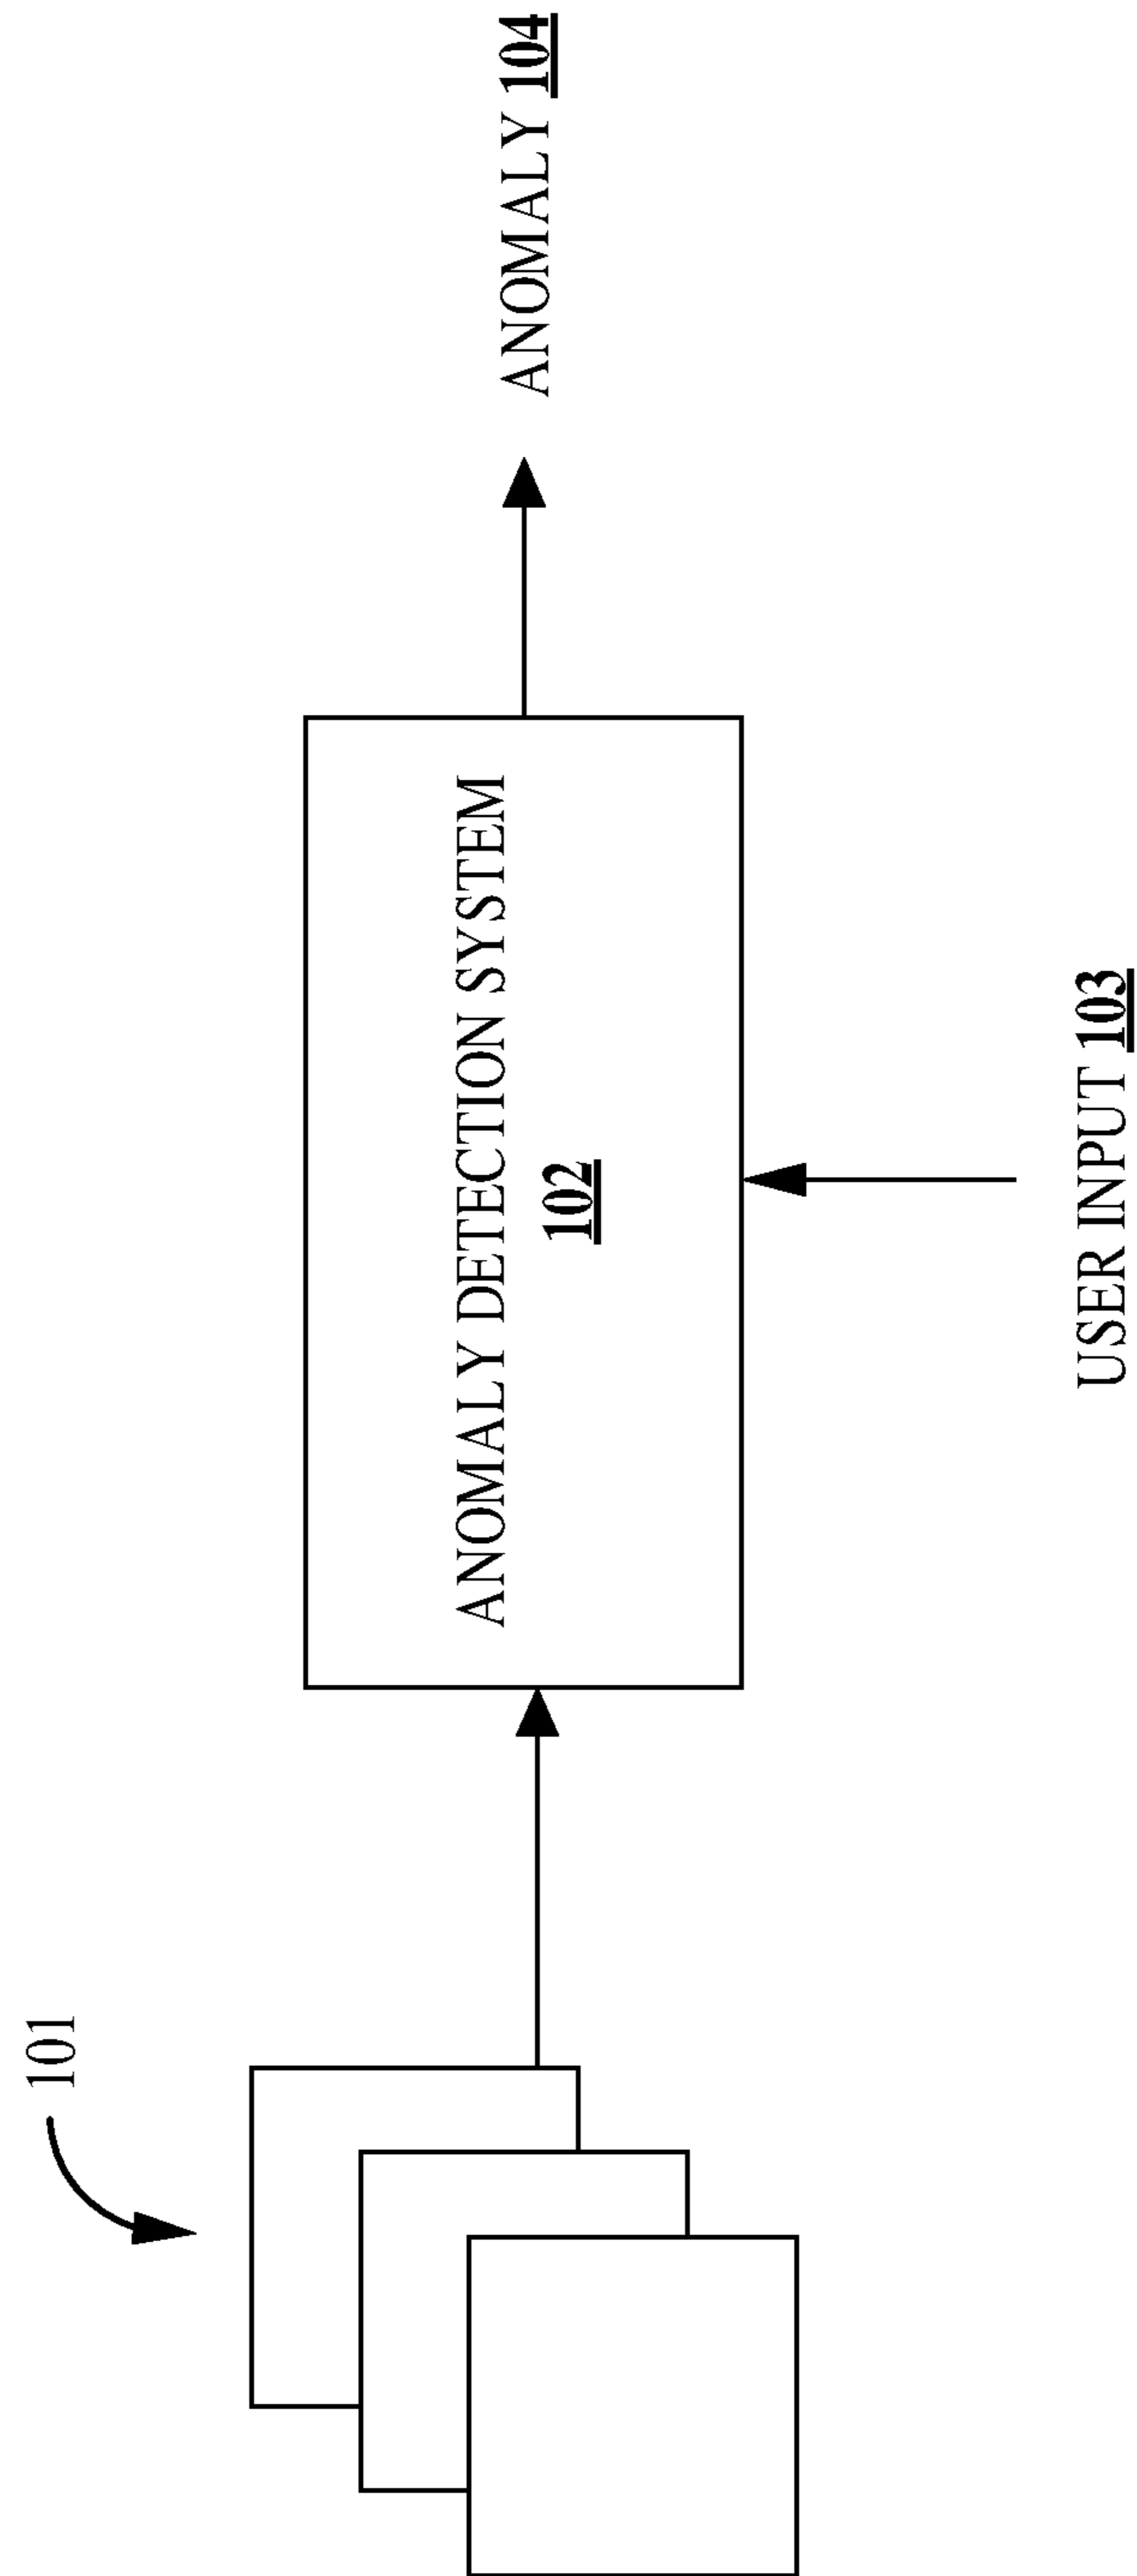 101
ANOMALY DETECTION SYSTEM
102
ANOMALY 104
USER INPUT 103